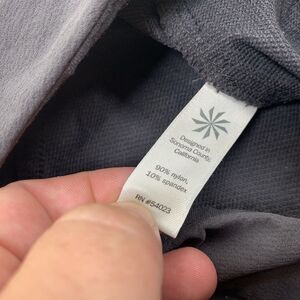 Designed in
Sonoma County,
California
90% nylon,
10% spandex
RN #54023